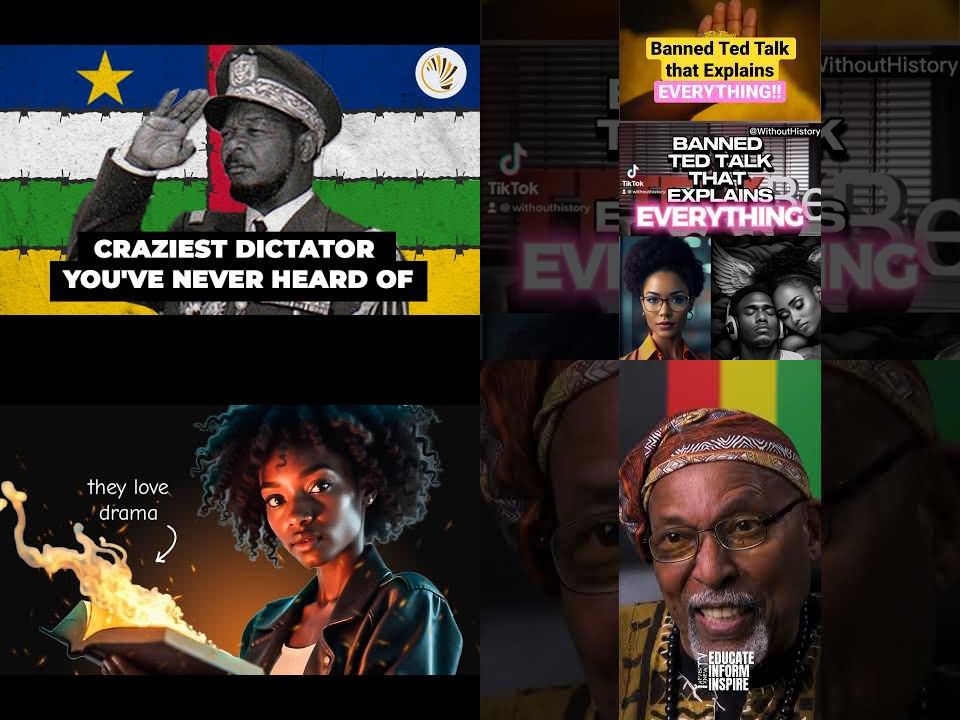 CRAZIEST DICTATOR
YOU'VE NEVER HEARD OF
Banned Ted Talk
that Explains
EVERYTHING!!
WithoutHistory
@WithoutHistory
BANNED
TED TALK
THAT
EXPLAINS
EVERYTHING
TikTok
@withouthistory
TikTok
@withouthistory
they love
drama
EDUCATE
INFORM
INSPIRE